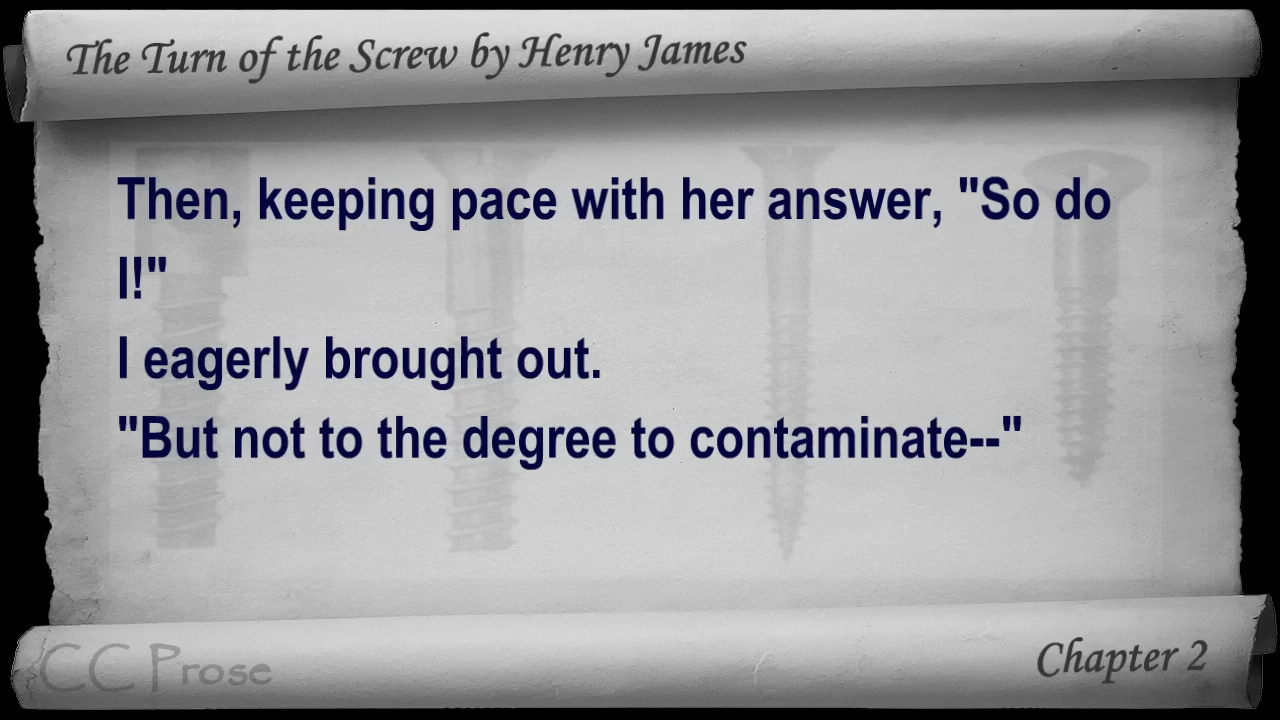 The Turn of the Screw by Henry James
Then, keeping pace with her answer, "So do
I!"
I eagerly brought out.
"But not to the degree to contaminate--"
CC Prose
Chapter 2